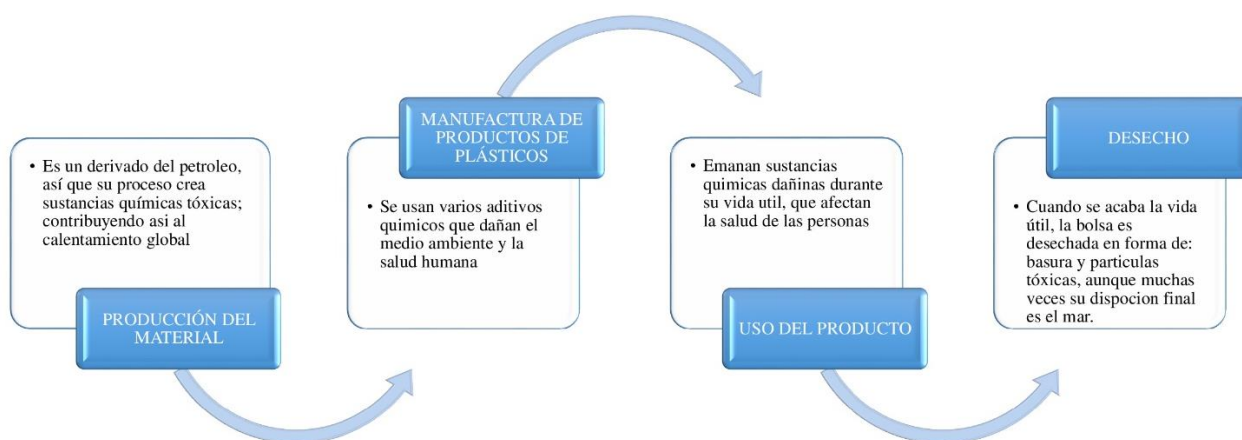 • Es un derivado del petroleo,
así que su proceso crea
sustancias químicas tóxicas;
contribuyendo asi al
calentamiento global
PRODUCCIÓN DEL
MATERIAL
MANUFACTURA DE
PRODUCTOS DE
PLÁSTICOS
• Se usan varios aditivos
quimicos que dañan el
medio ambiente y la
salud humana
• Emanan sustancias
quimicas dañinas durante
su vida util, que afectan
la salud de las personas
USO DEL PRODUCTO
DESECHO
• Cuando se acaba la vida
útil, la bolsa es
desechada en forma de:
basura y particulas
tóxicas, aunque muchas
veces su dispocion final
es el mar.